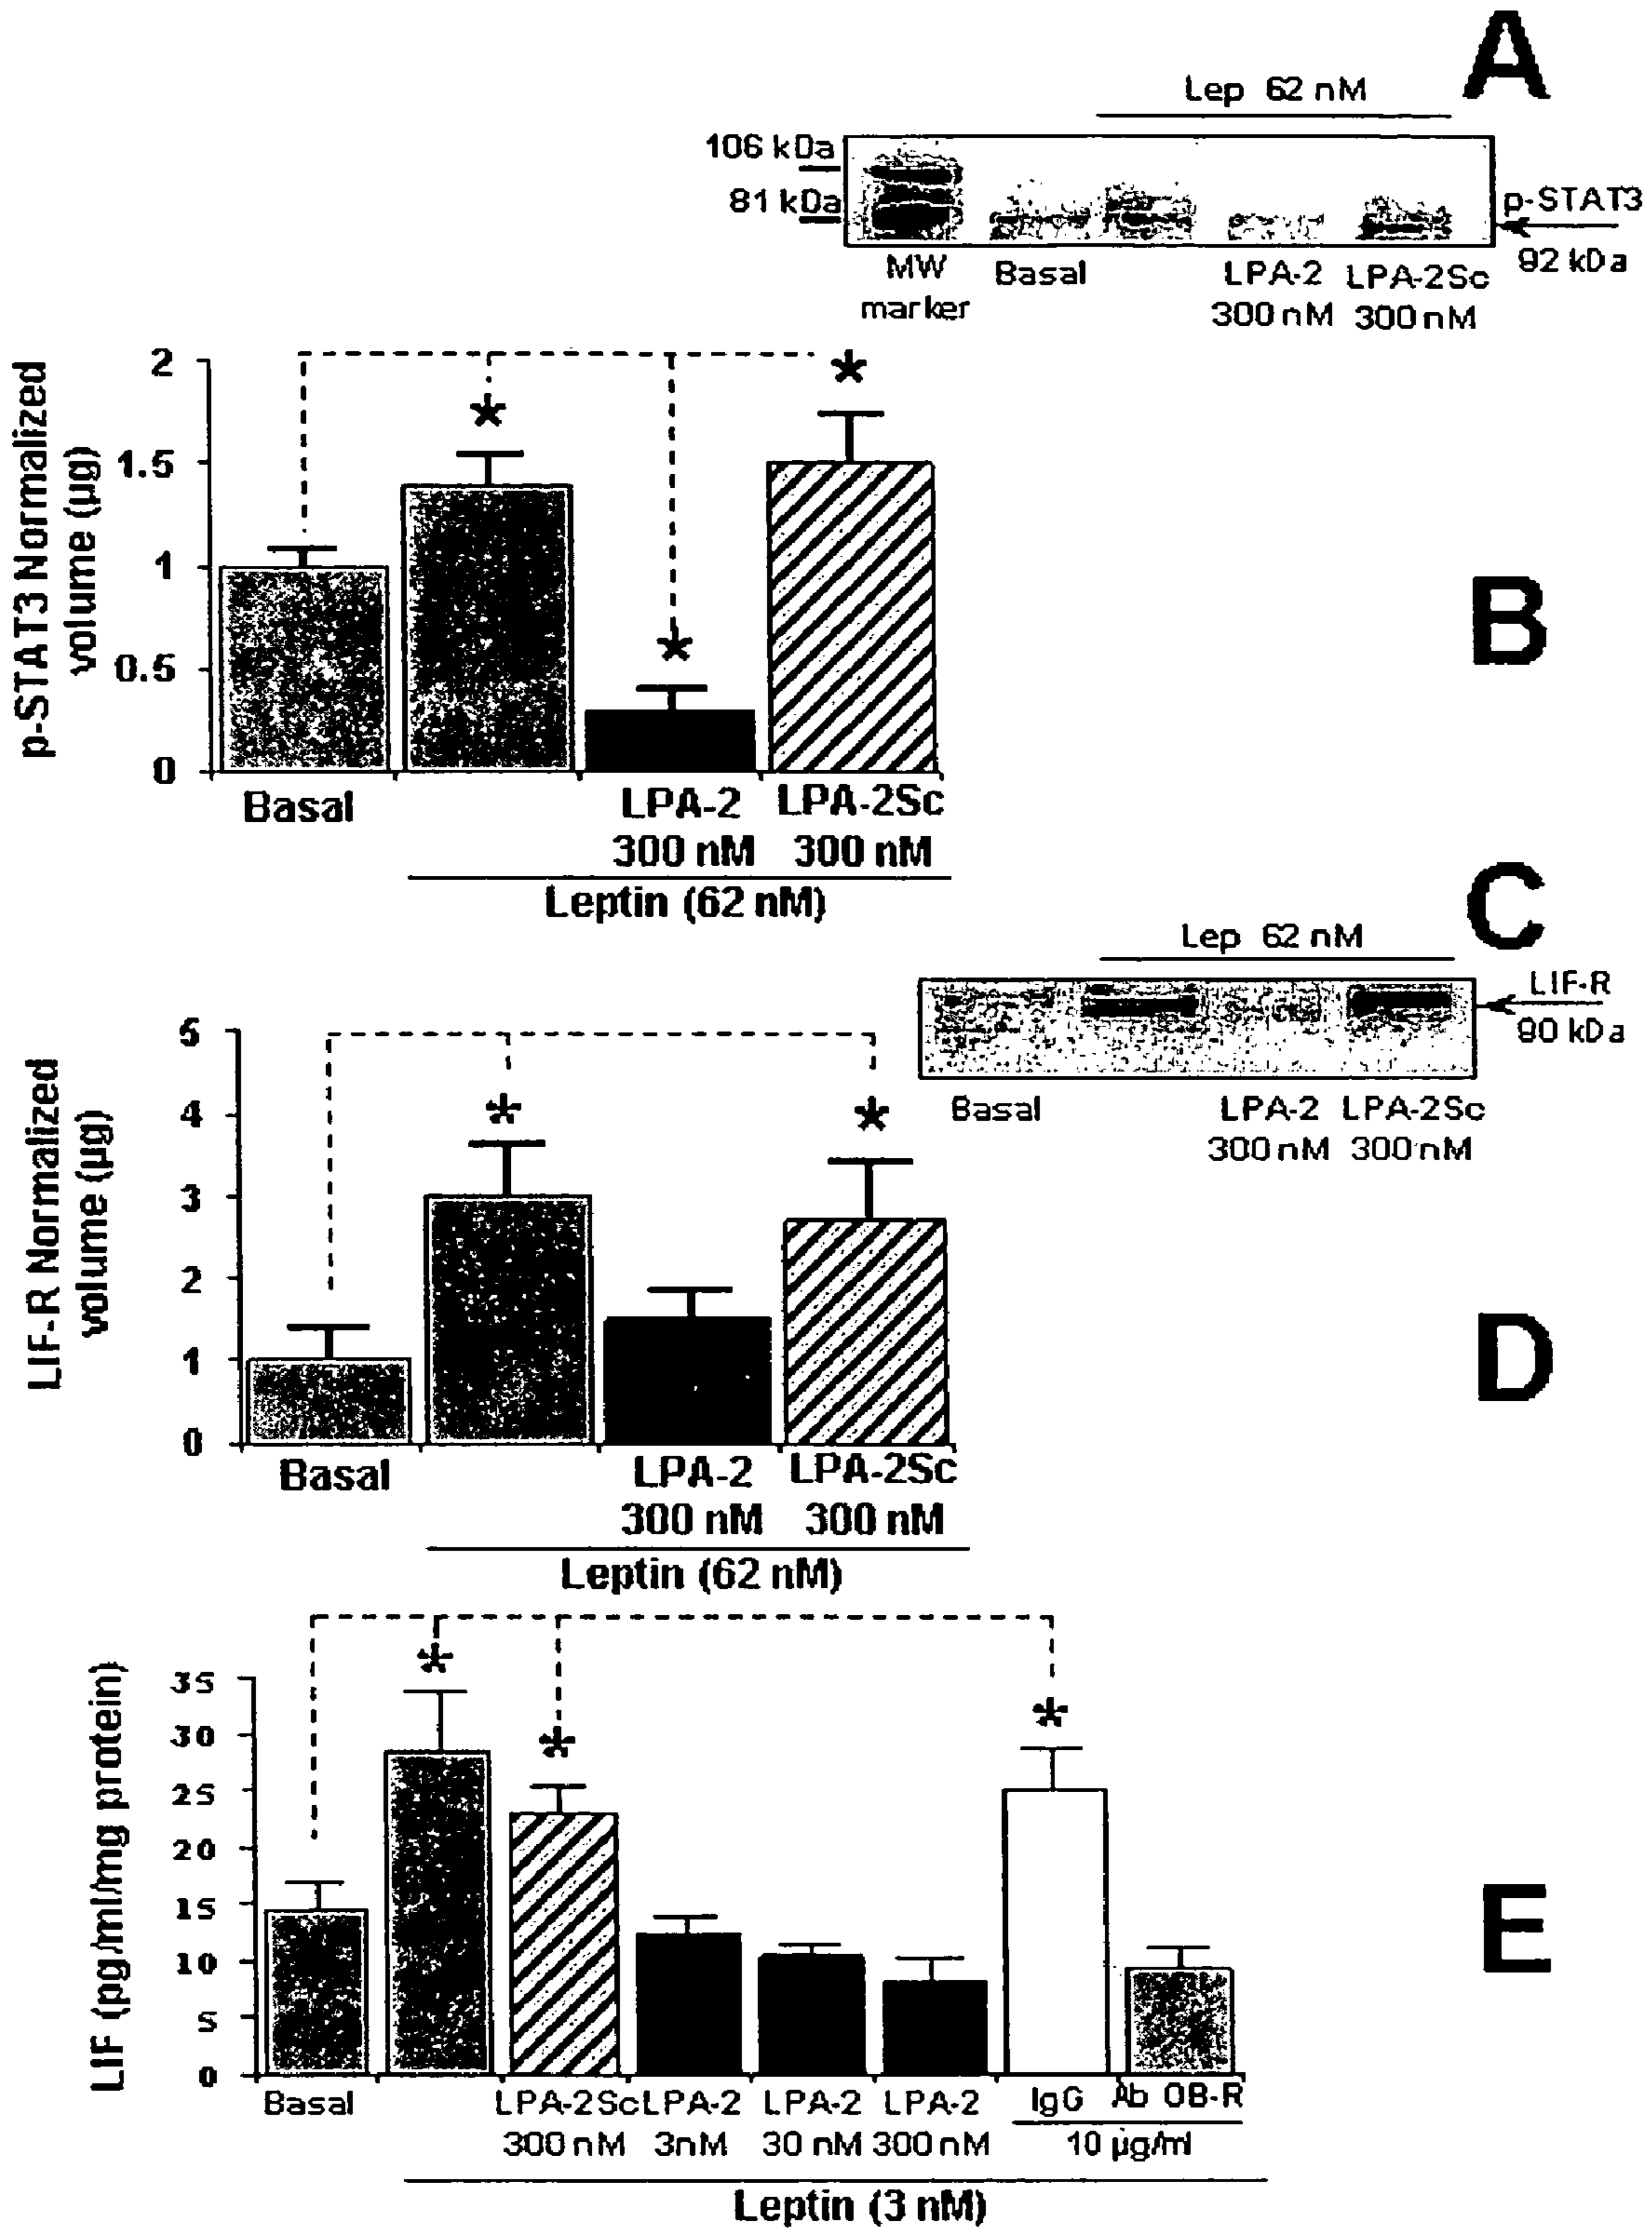 A
Lep 62 nM
106 kDa
81 kDa
p-STAT3
92 kDa
MW
marker
Basal
LPA-2
300 nM
LPA-2Sc
300 nM
B
p-STAT3 Normalized
volume (µg)
2
1.5
1
0.5
0
*
*
*
Basal
LPA-2
300 nM
LPA-2Sc
300 nM
Leptin (62 nM)
C
Lep 62 nM
LIF-R
90 kDa
Basal
LPA-2
300 nM
LPA-2Sc
300 nM
D
LIF-R Normalized
volume (µg)
5
4
3
2
1
0
*
*
Basal
LPA-2
300 nM
LPA-2Sc
300 nM
Leptin (62 nM)
E
LIF (pg/ml/mg protein)
35
30
25
20
15
10
5
0
*
*
*
Basal
LPA-2Sc
300 nM
LPA-2
3nM
LPA-2
30 nM
LPA-2
300 nM
IgG
Ab OB-R
10 µg/ml
Leptin (3 nM)